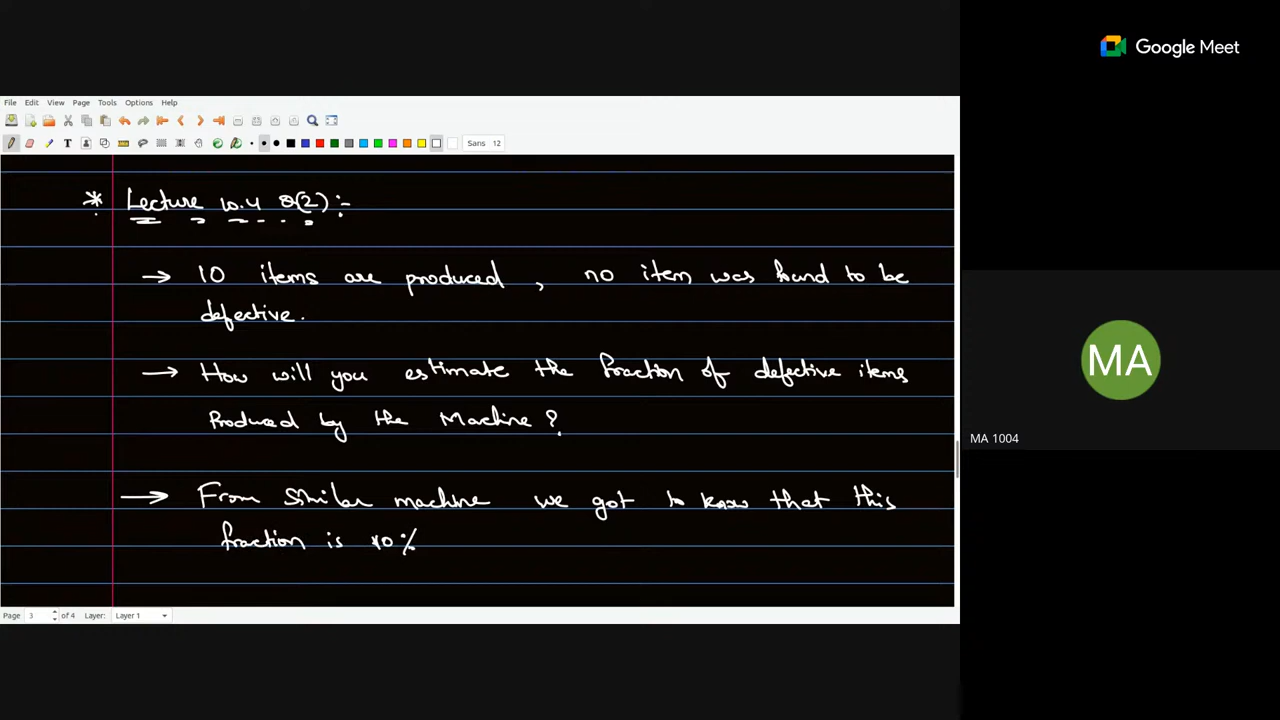 Google Meet
File Edit View Page Tools Options Help
Sans 12
* Lecture 10.4 Q(2) :-
→ 10 items are produced , no item was found to be
defective.
→ How will you estimate the fraction of defective items
Produced by the Machine ?
→ From similar machine we got to know that this
fraction is 10%
MA
MA 1004
Page 3 of 4 Layer: Layer 1